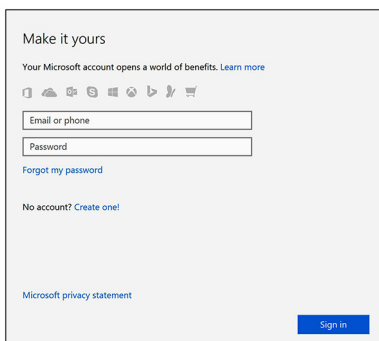 Make it yours
Your Microsoft account opens a world of benefits. Learn more
Email or phone
Password
Forgot my password
No account? Create one!
Microsoft privacy statement
Sign in